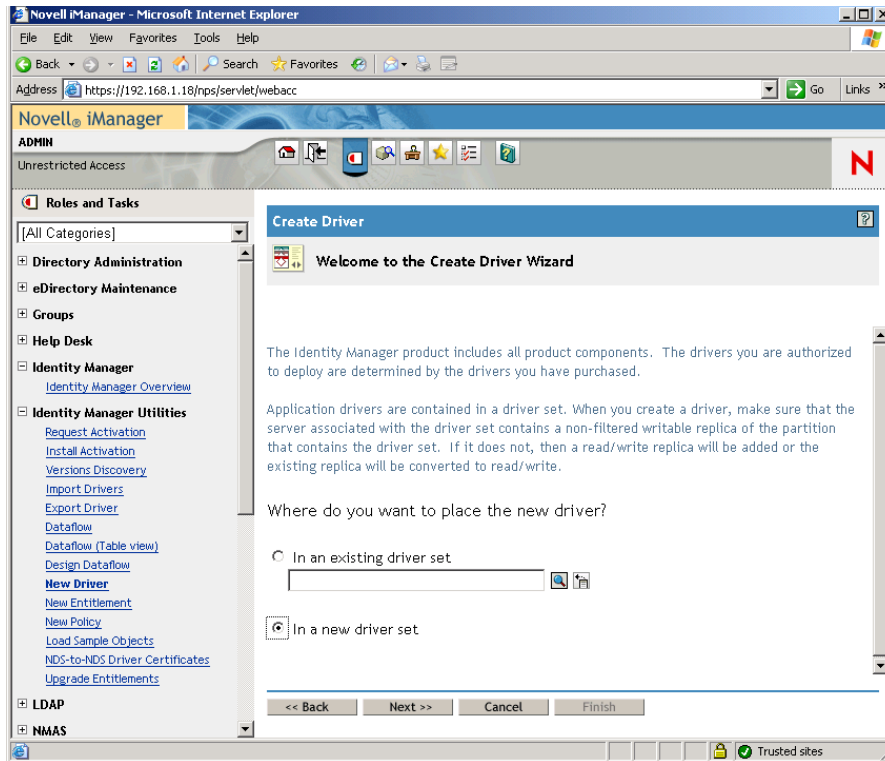 Novell iManager - Microsoft Internet Explorer
File Edit View Favorites Tools Help
Back Search Favorites
Address https://192.168.1.18/nps/servlet/webacc Go Links »
Novell® iManager
ADMIN
Unrestricted Access
N
Roles and Tasks
[All Categories]
Directory Administration
eDirectory Maintenance
Groups
Help Desk
Identity Manager
Identity Manager Overview
Identity Manager Utilities
Request Activation
Install Activation
Versions Discovery
Import Drivers
Export Driver
Dataflow
Dataflow (Table view)
Design Dataflow
New Driver
New Entitlement
New Policy
Load Sample Objects
NDS-to-NDS Driver Certificates
Upgrade Entitlements
LDAP
NMAS
Create Driver ?
Welcome to the Create Driver Wizard
The Identity Manager product includes all product components. The drivers you are authorized
to deploy are determined by the drivers you have purchased.
Application drivers are contained in a driver set. When you create a driver, make sure that the
server associated with the driver set contains a non-filtered writable replica of the partition
that contains the driver set. If it does not, then a read/write replica will be added or the
existing replica will be converted to read/write.
Where do you want to place the new driver?
In an existing driver set
In a new driver set
<< Back Next >> Cancel Finish
Trusted sites